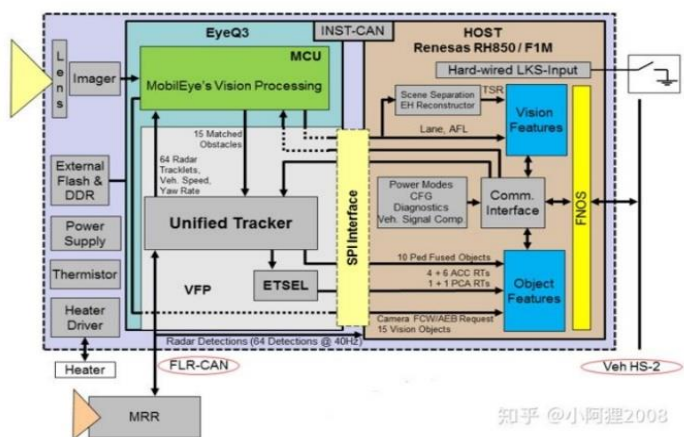 EyeQ3
INST-CAN
HOST
Renesas RH850 / F1M
MCU
Lens
Imager
MobilEye's Vision Processing
Hard-wired LKS-Input
Scene Separation
EH Reconstructor
TSR
Vision
Features
15 Matched
Obstacles
Lane, AFL
64 Radar
Tracklets,
Veh. Speed,
Yaw Rate
External
Flash &
DDR
SPI Interface
Power Modes
CFG
Diagnostics
Veh. Signal Comp.
Comm.
Interface
FNOS
Power
Supply
Unified Tracker
Thermistor
VFP
ETSEL
10 Ped Fused Objects
4 + 6 ACC RTs
1 + 1 PCA RTs
Object
Features
Heater
Driver
Camera FCW/AEB Request
15 Vision Objects
Radar Detections (64 Detections @ 40Hz)
Heater
FLR-CAN
Veh HS-2
MRR
知乎 @小阿狸2008